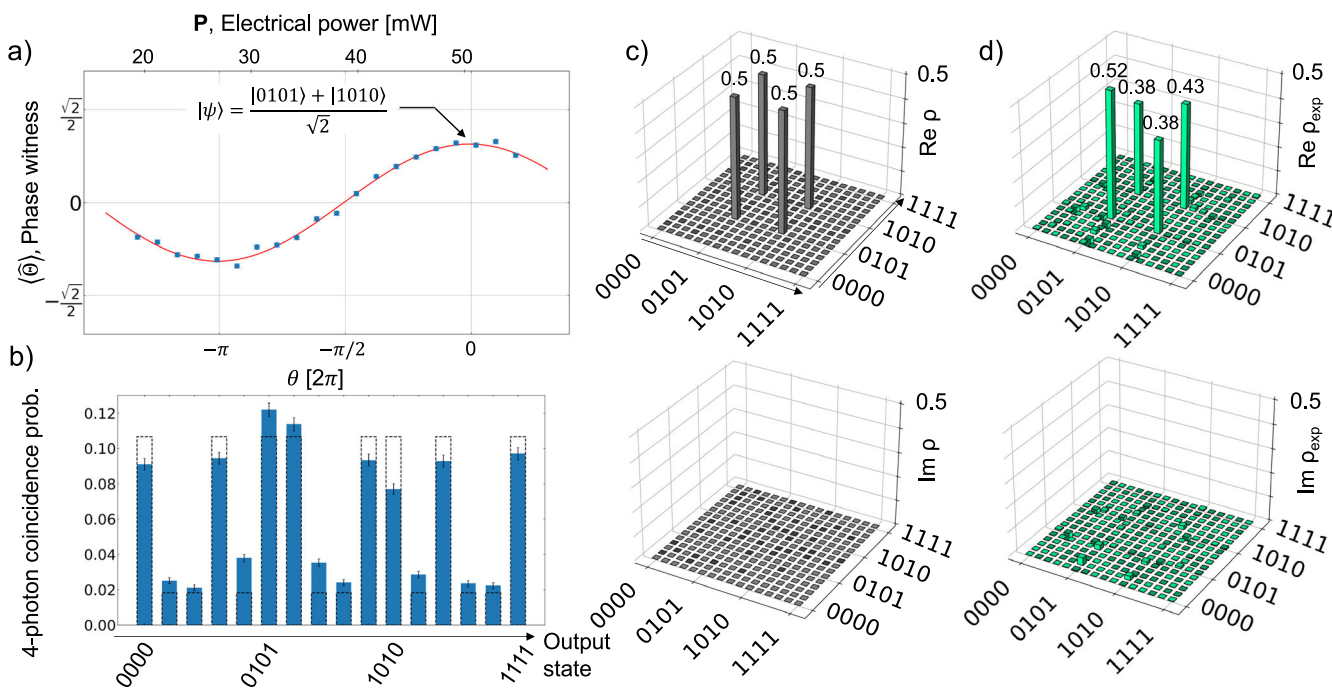 a)
P, Electrical power [mW]
20 30 40 50
⟨Θ̂⟩, Phase witness
√2/2
0
-√2/2
|ψ⟩ = |0101⟩ + |1010⟩ / √2
-π -π/2 0
θ [2π]
b)
4-photon coincidence prob.
0.12
0.10
0.08
0.06
0.04
0.02
0.00
0000 0101 1010 1111
Output
state
c)
0.5 0.5 0.5 0.5
0.5
Re ρ
1111
1010
0101
0000
0000 0101 1010 1111
0.5
Im ρ
1111
1010
0101
0000
0000 0101 1010 1111
d)
0.52 0.38 0.43
0.38
0.5
Re ρexp
1111
1010
0101
0000
0000 0101 1010 1111
0.5
Im ρexp
1111
1010
0101
0000
0000 0101 1010 1111